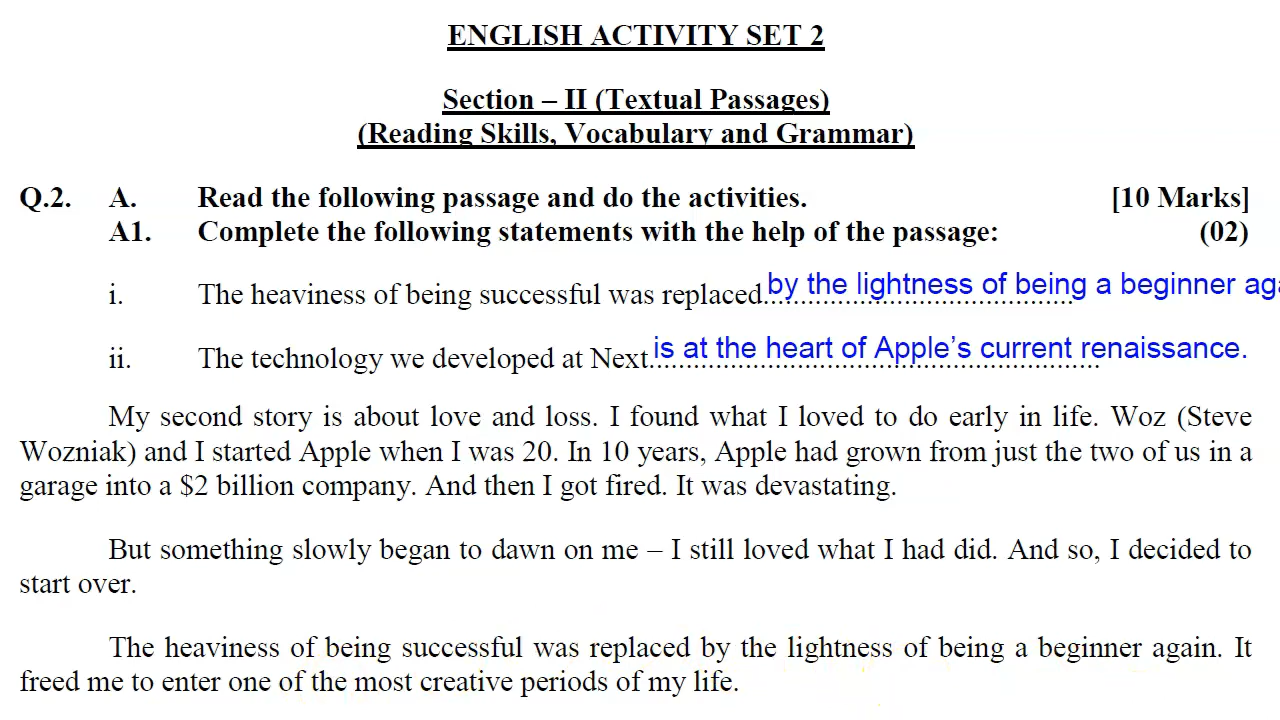 ENGLISH ACTIVITY SET 2
Section – II (Textual Passages)
(Reading Skills, Vocabulary and Grammar)
Q.2. A. Read the following passage and do the activities. [10 Marks]
A1. Complete the following statements with the help of the passage: (02)
i. The heaviness of being successful was replaced by the lightness of being a beginner
ii. The technology we developed at Next is at the heart of Apple’s current renaissance.
My second story is about love and loss. I found what I loved to do early in life. Woz (Steve
Wozniak) and I started Apple when I was 20. In 10 years, Apple had grown from just the two of us in a
garage into a $2 billion company. And then I got fired. It was devastating.
But something slowly began to dawn on me – I still loved what I had did. And so, I decided to
start over.
The heaviness of being successful was replaced by the lightness of being a beginner again. It
freed me to enter one of the most creative periods of my life.